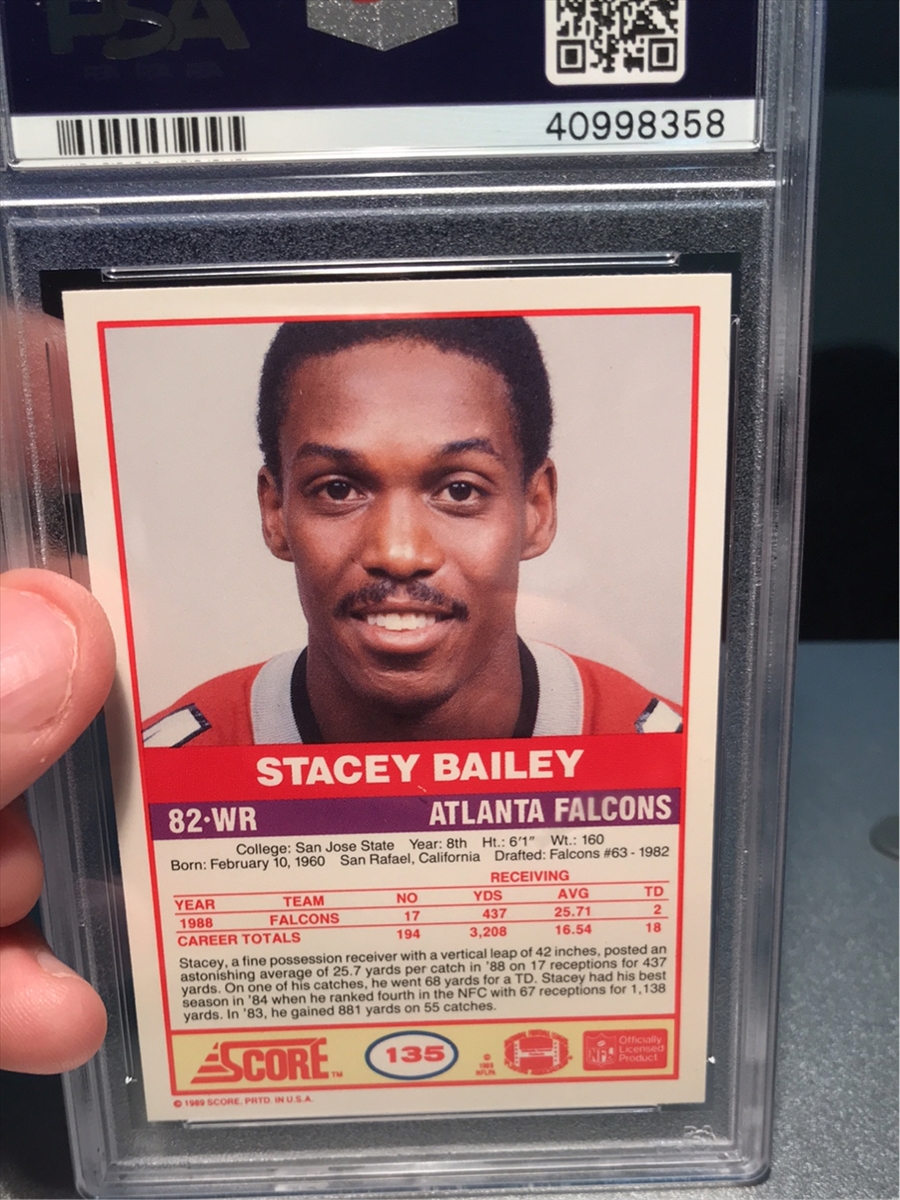 PSA
40998358
STACEY BAILEY
82·WR ATLANTA FALCONS
College: San Jose State Year: 8th Ht.: 6'1" Wt.: 160
Born: February 10, 1960 San Rafael, California Drafted: Falcons #63 - 1982
RECEIVING
YEAR TEAM NO YDS AVG TD
1988 FALCONS 17 437 25.71 2
CAREER TOTALS 194 3,208 16.54 18
Stacey, a fine possession receiver with a vertical leap of 42 inches, posted an
astonishing average of 25.7 yards per catch in '88 on 17 receptions for 437
yards. On one of his catches, he went 68 yards for a TD. Stacey had his best
season in '84 when he ranked fourth in the NFC with 67 receptions for 1,138
yards. In '83, he gained 881 yards on 55 catches.
SCORE™
135
© 1989 NFLPA
NFL
Officially
Licensed
Product
© 1989 SCORE, PRTD. IN U.S.A.